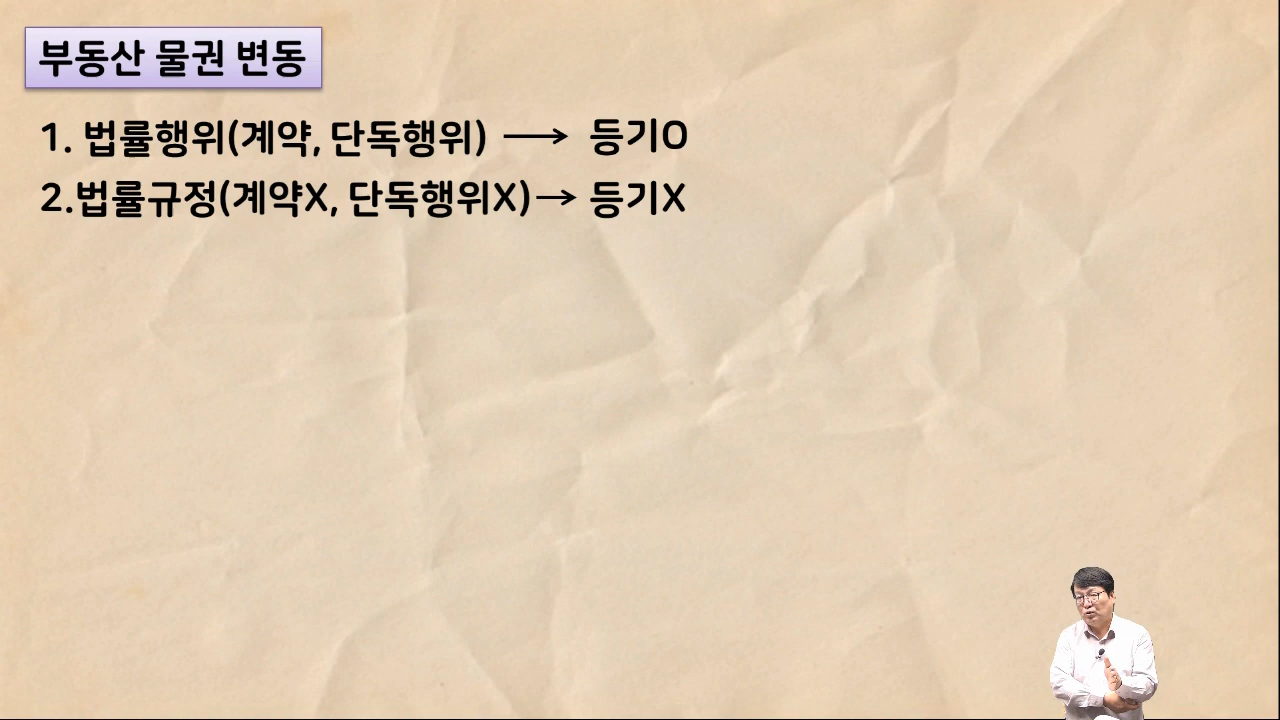 부동산 물권 변동
1. 법률행위(계약, 단독행위) → 등기O
2.법률규정(계약X, 단독행위X)→ 등기X